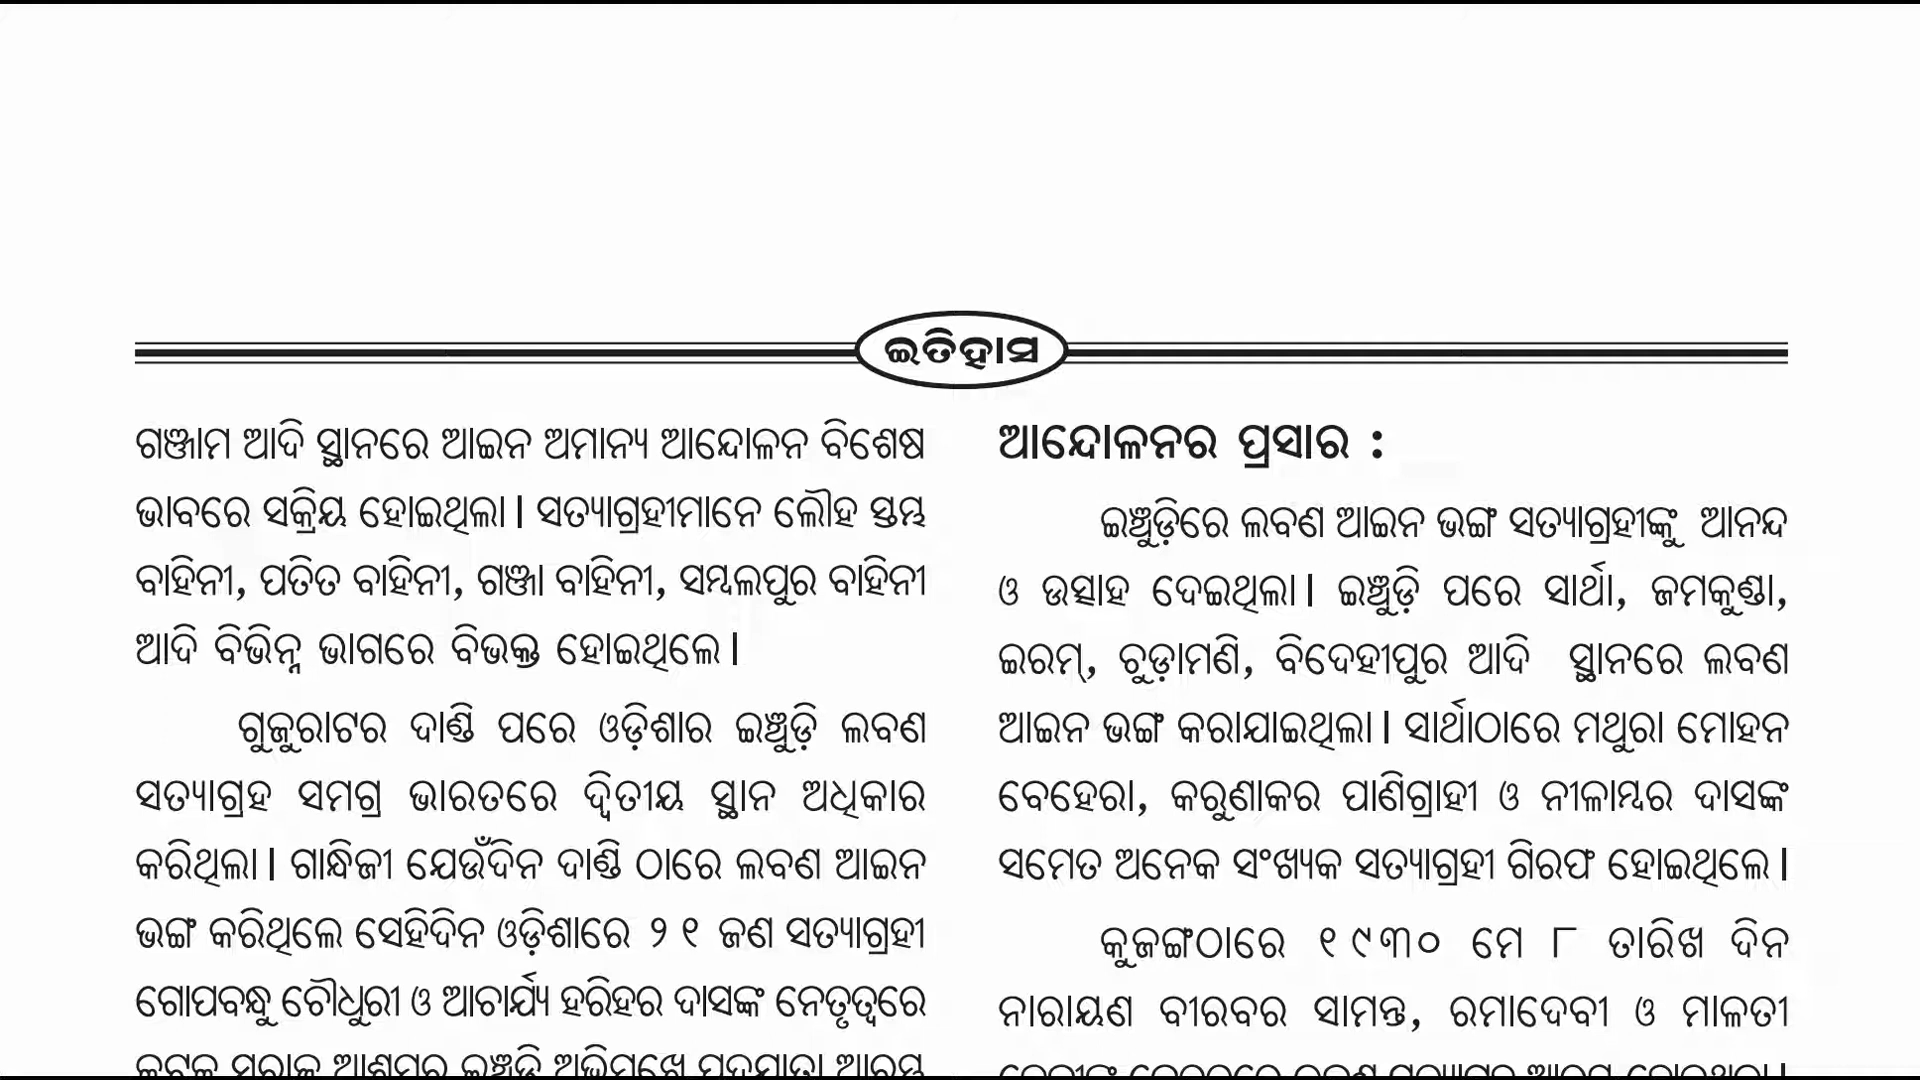 ଇତିହାସ
ଗଞ୍ଜାମ ଆଦି ସ୍ଥାନରେ ଆଇନ ଅମାନ୍ୟ ଆନ୍ଦୋଳନ ବିଶେଷ
ଭାବରେ ସକ୍ରିୟ ହୋଇଥିଲା। ସତ୍ୟାଗ୍ରହୀମାନେ ଲୌହ ସ୍ତମ୍ଭ
ବାହିନୀ, ପତିତ ବାହିନୀ, ଗଞ୍ଜା ବାହିନୀ, ସମ୍ବଲପୁର ବାହିନୀ
ଆଦି ବିଭିନ୍ନ ଭାଗରେ ବିଭକ୍ତ ହୋଇଥିଲେ।
ଗୁଜୁରାଟର ଦାଣ୍ଡି ପରେ ଓଡ଼ିଶାର ଇଞ୍ଚୁଡ଼ି ଲବଣ
ସତ୍ୟାଗ୍ରହ ସମଗ୍ର ଭାରତରେ ଦ୍ୱିତୀୟ ସ୍ଥାନ ଅଧିକାର
କରିଥିଲା। ଗାନ୍ଧିଜୀ ଯେଉଁଦିନ ଦାଣ୍ଡି ଠାରେ ଲବଣ ଆଇନ
ଭଙ୍ଗ କରିଥିଲେ ସେହିଦିନ ଓଡ଼ିଶାରେ ୨୧ ଜଣ ସତ୍ୟାଗ୍ରହୀ
ଗୋପବନ୍ଧୁ ଚୌଧୁରୀ ଓ ଆଚାର୍ଯ୍ୟ ହରିହର ଦାସଙ୍କ ନେତୃତ୍ୱରେ
ଆନ୍ଦୋଳନର ପ୍ରସାର :
ଇଞ୍ଚୁଡ଼ିରେ ଲବଣ ଆଇନ ଭଙ୍ଗ ସତ୍ୟାଗ୍ରହୀଙ୍କୁ ଆନନ୍ଦ
ଓ ଉତ୍ସାହ ଦେଇଥିଲା। ଇଞ୍ଚୁଡ଼ି ପରେ ସାର୍ଥା, ଜମକୁଣ୍ଡା,
ଇରମ୍, ଚୁଡ଼ାମଣି, ବିଦେହୀପୁର ଆଦି ସ୍ଥାନରେ ଲବଣ
ଆଇନ ଭଙ୍ଗ କରାଯାଇଥିଲା। ସାର୍ଥାଠାରେ ମଥୁରା ମୋହନ
ବେହେରା, କରୁଣାକର ପାଣିଗ୍ରାହୀ ଓ ନୀଳାମ୍ବର ଦାସଙ୍କ
ସମେତ ଅନେକ ସଂଖ୍ୟକ ସତ୍ୟାଗ୍ରହୀ ଗିରଫ ହୋଇଥିଲେ।
କୁଜଙ୍ଗଠାରେ ୧୯୩୦ ମେ ୮ ତାରିଖ ଦିନ
ନାରାୟଣ ବୀରବର ସାମନ୍ତ, ରମାଦେବୀ ଓ ମାଳତୀ